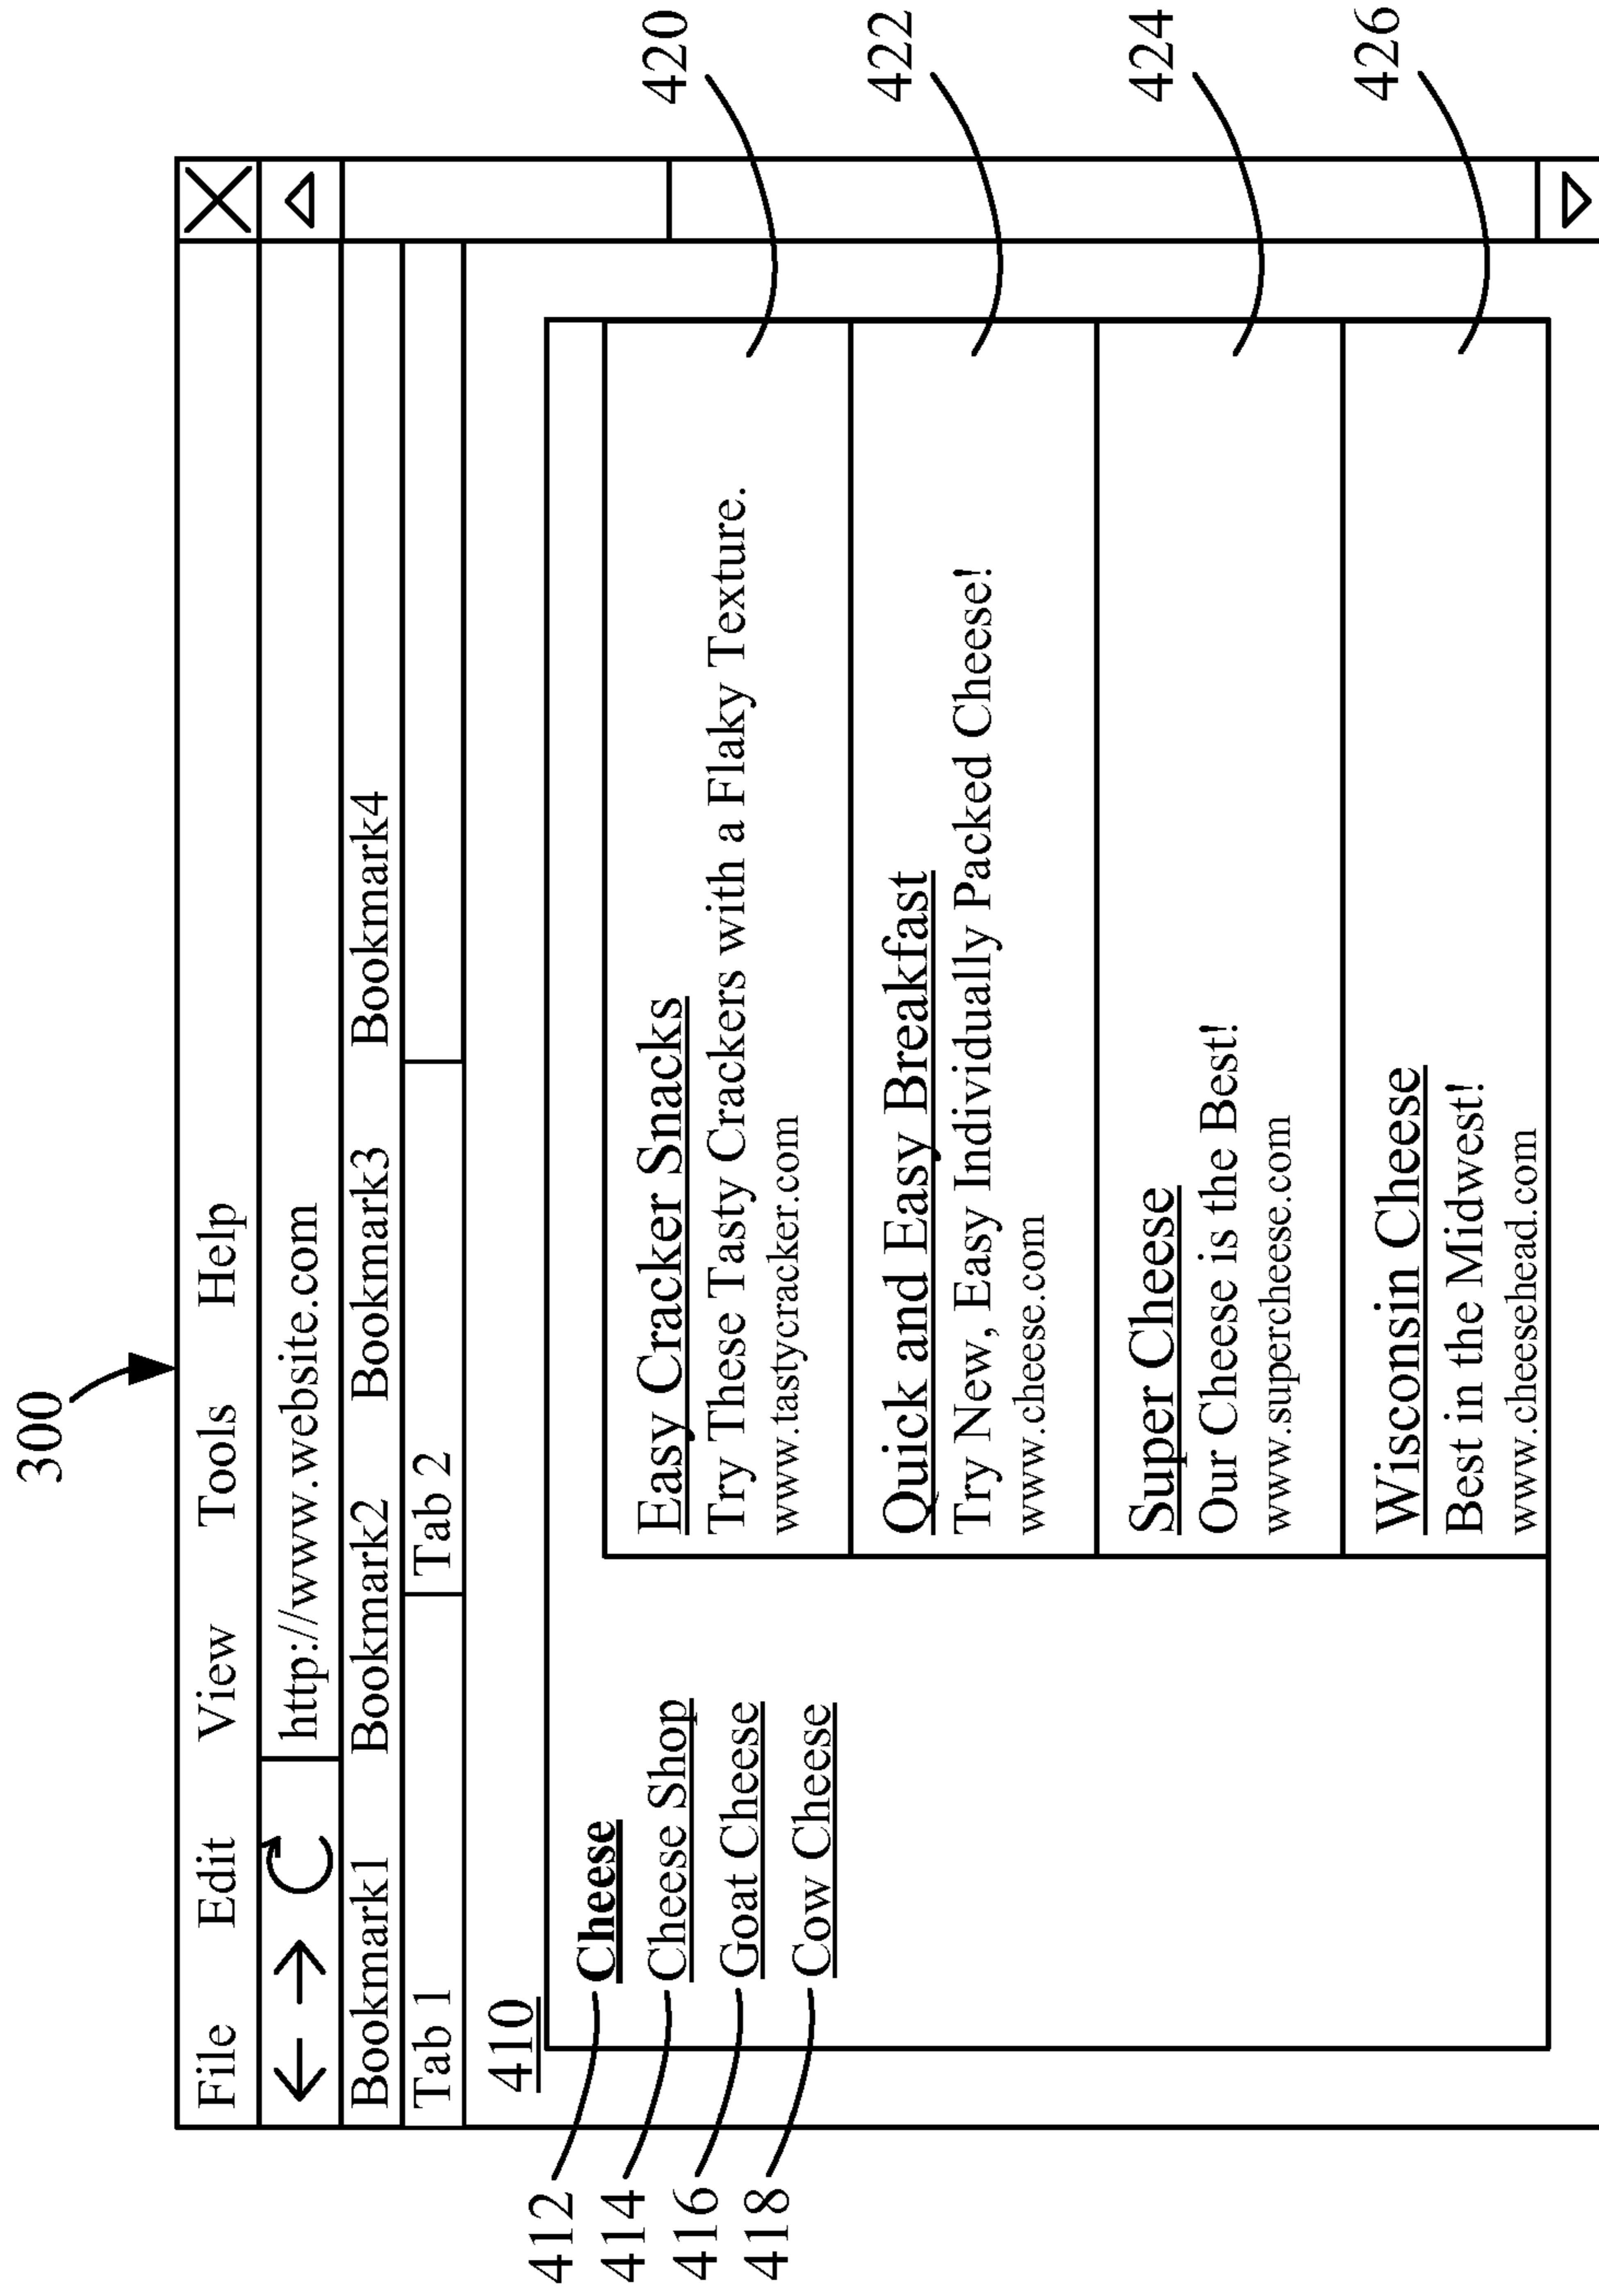 300
File Edit View Tools Help
http://www.website.com
Bookmark1 Bookmark2 Bookmark3 Bookmark4
Tab 1 Tab 2
410
412 Cheese
414 Cheese Shop
416 Goat Cheese
418 Cow Cheese
Easy Cracker Snacks
Try These Tasty Crackers with a Flaky Texture.
www.tastycracker.com
420
Quick and Easy Breakfast
Try New, Easy Individually Packed Cheese!
www.cheese.com
422
Super Cheese
Our Cheese is the Best!
www.supercheese.com
424
Wisconsin Cheese
Best in the Midwest!
www.cheesehead.com
426